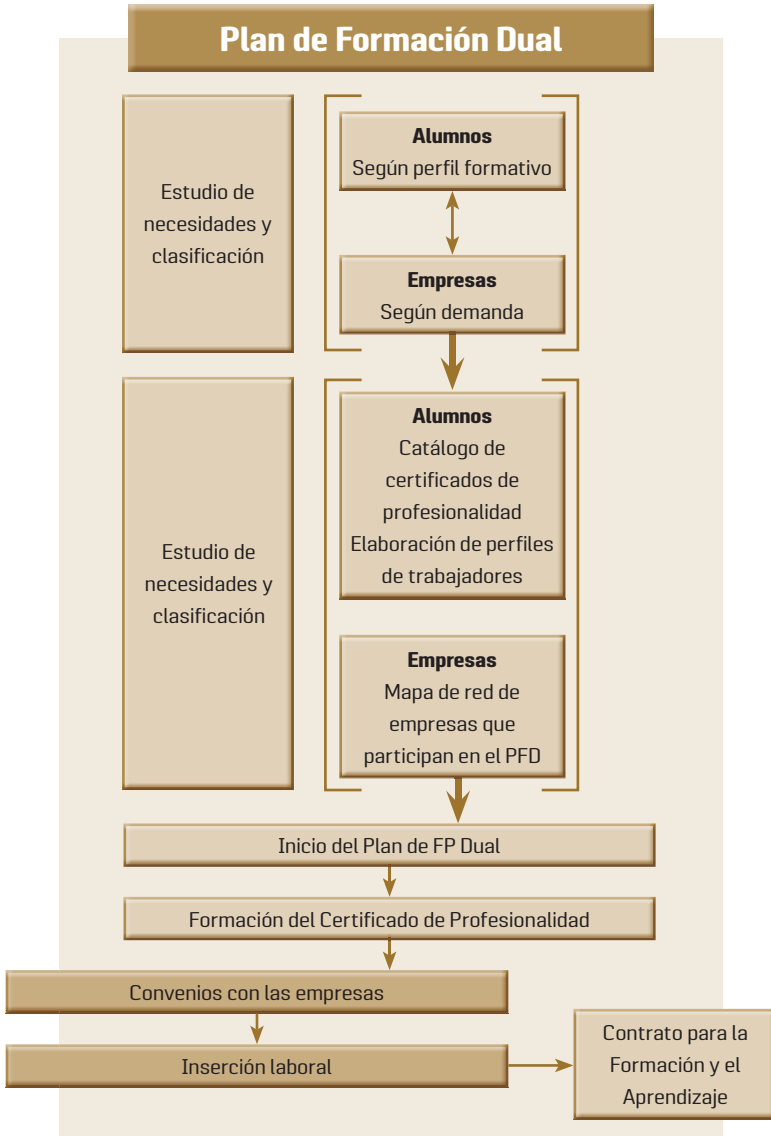 Plan de Formación Dual
Estudio de
necesidades y
clasificación
Alumnos
Según perfil formativo
Empresas
Según demanda
Estudio de
necesidades y
clasificación
Alumnos
Catálogo de
certificados de
profesionalidad
Elaboración de perfiles
de trabajadores
Empresas
Mapa de red de
empresas que
participan en el PFD
Inicio del Plan de FP Dual
Formación del Certificado de Profesionalidad
Convenios con las empresas
Inserción laboral
Contrato para la
Formación y el
Aprendizaje